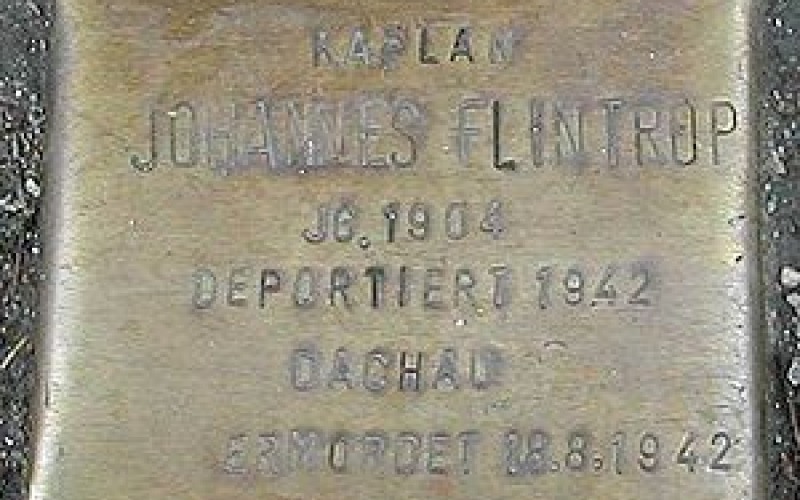 KAPLAN
JOHANNES FLINTROP
JG. 1904
DEPORTIERT 1942
DACHAU
ERMORDET 18.8.1942